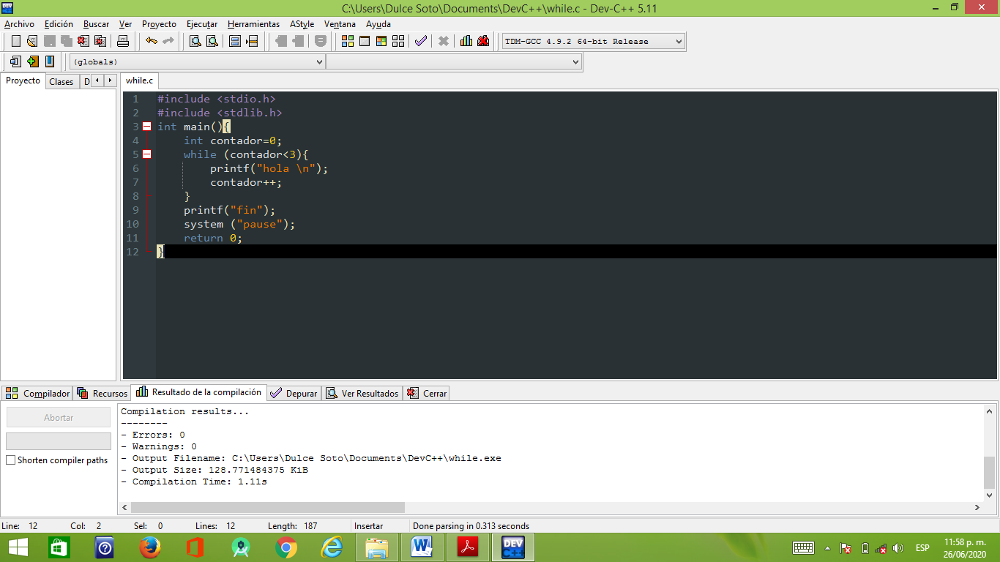 C:\Users\Dulce Soto\Documents\DevC++\while.c - Dev-C++ 5.11
Archivo Edición Buscar Ver Proyecto Ejecutar Herramientas AStyle Ventana Ayuda
TDM-GCC 4.9.2 64-bit Release
(globals)
Proyecto Clases D while.c
1 #include <stdio.h>
2 #include <stdlib.h>
3 int main(){
4 int contador=0;
5 while (contador<3){
6 printf("hola \n");
7 contador++;
8 }
9 printf("fin");
10 system ("pause");
11 return 0;
12 }
Compilador Recursos Resultado de la compilación Depurar Ver Resultados Cerrar
Abortar
Shorten compiler paths
Compilation results...
--------
- Errors: 0
- Warnings: 0
- Output Filename: C:\Users\Dulce Soto\Documents\DevC++\while.exe
- Output Size: 128.771484375 KiB
- Compilation Time: 1.11s
Line: 12 Col: 2 Sel: 0 Lines: 12 Length: 187 Insertar Done parsing in 0.313 seconds
DEV C++
ESP
11:58 p. m.
26/06/2020